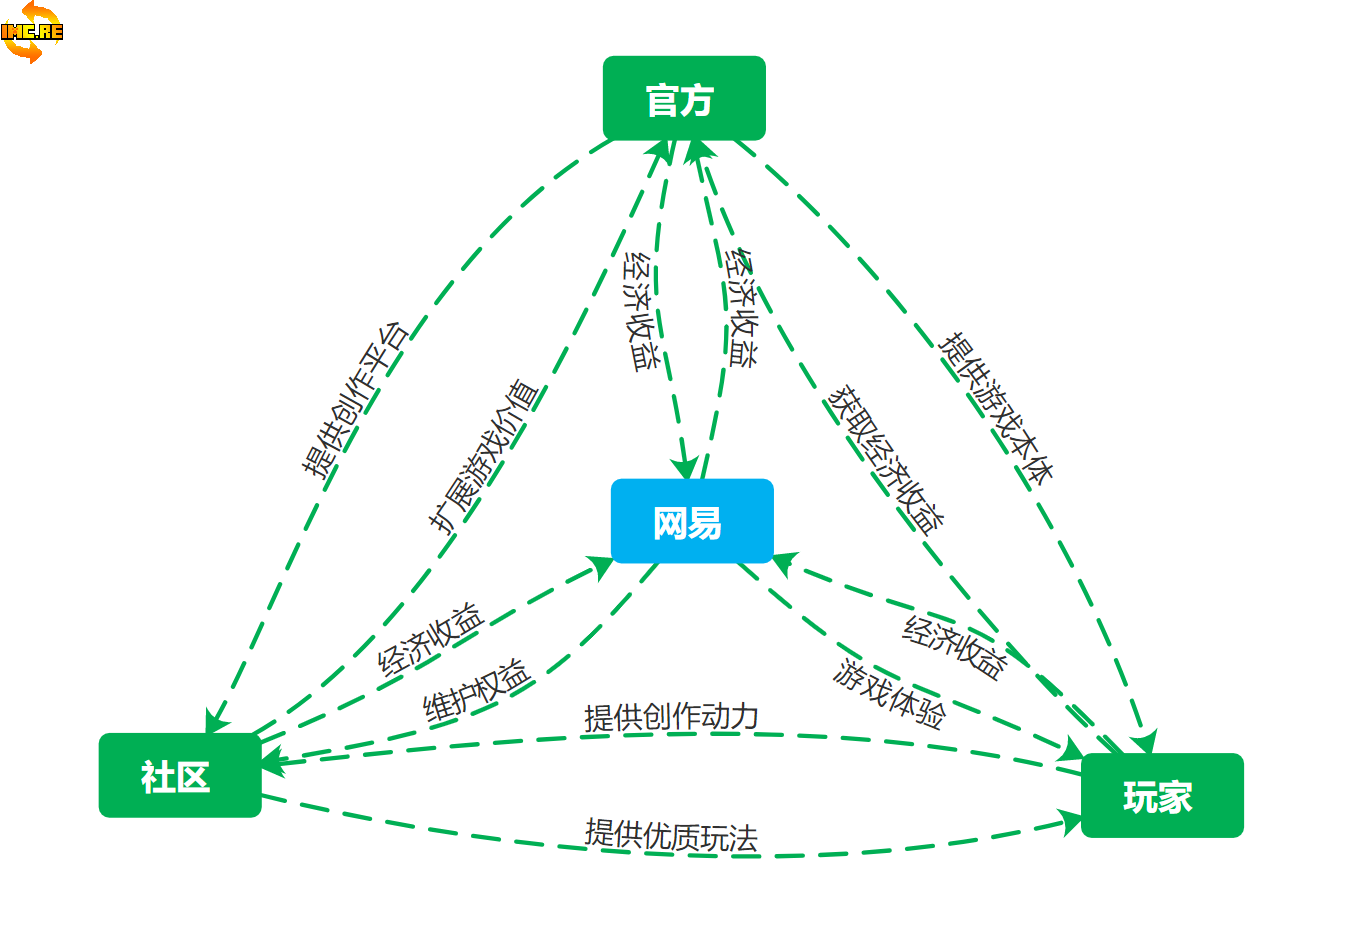 IMC.RE
官方
经济收益
经济收益
提供创作平台
扩展游戏价值
获取经济收益
提供游戏本体
网易
经济收益
维护权益
经济收益
游戏体验
提供创作动力
社区
玩家
提供优质玩法